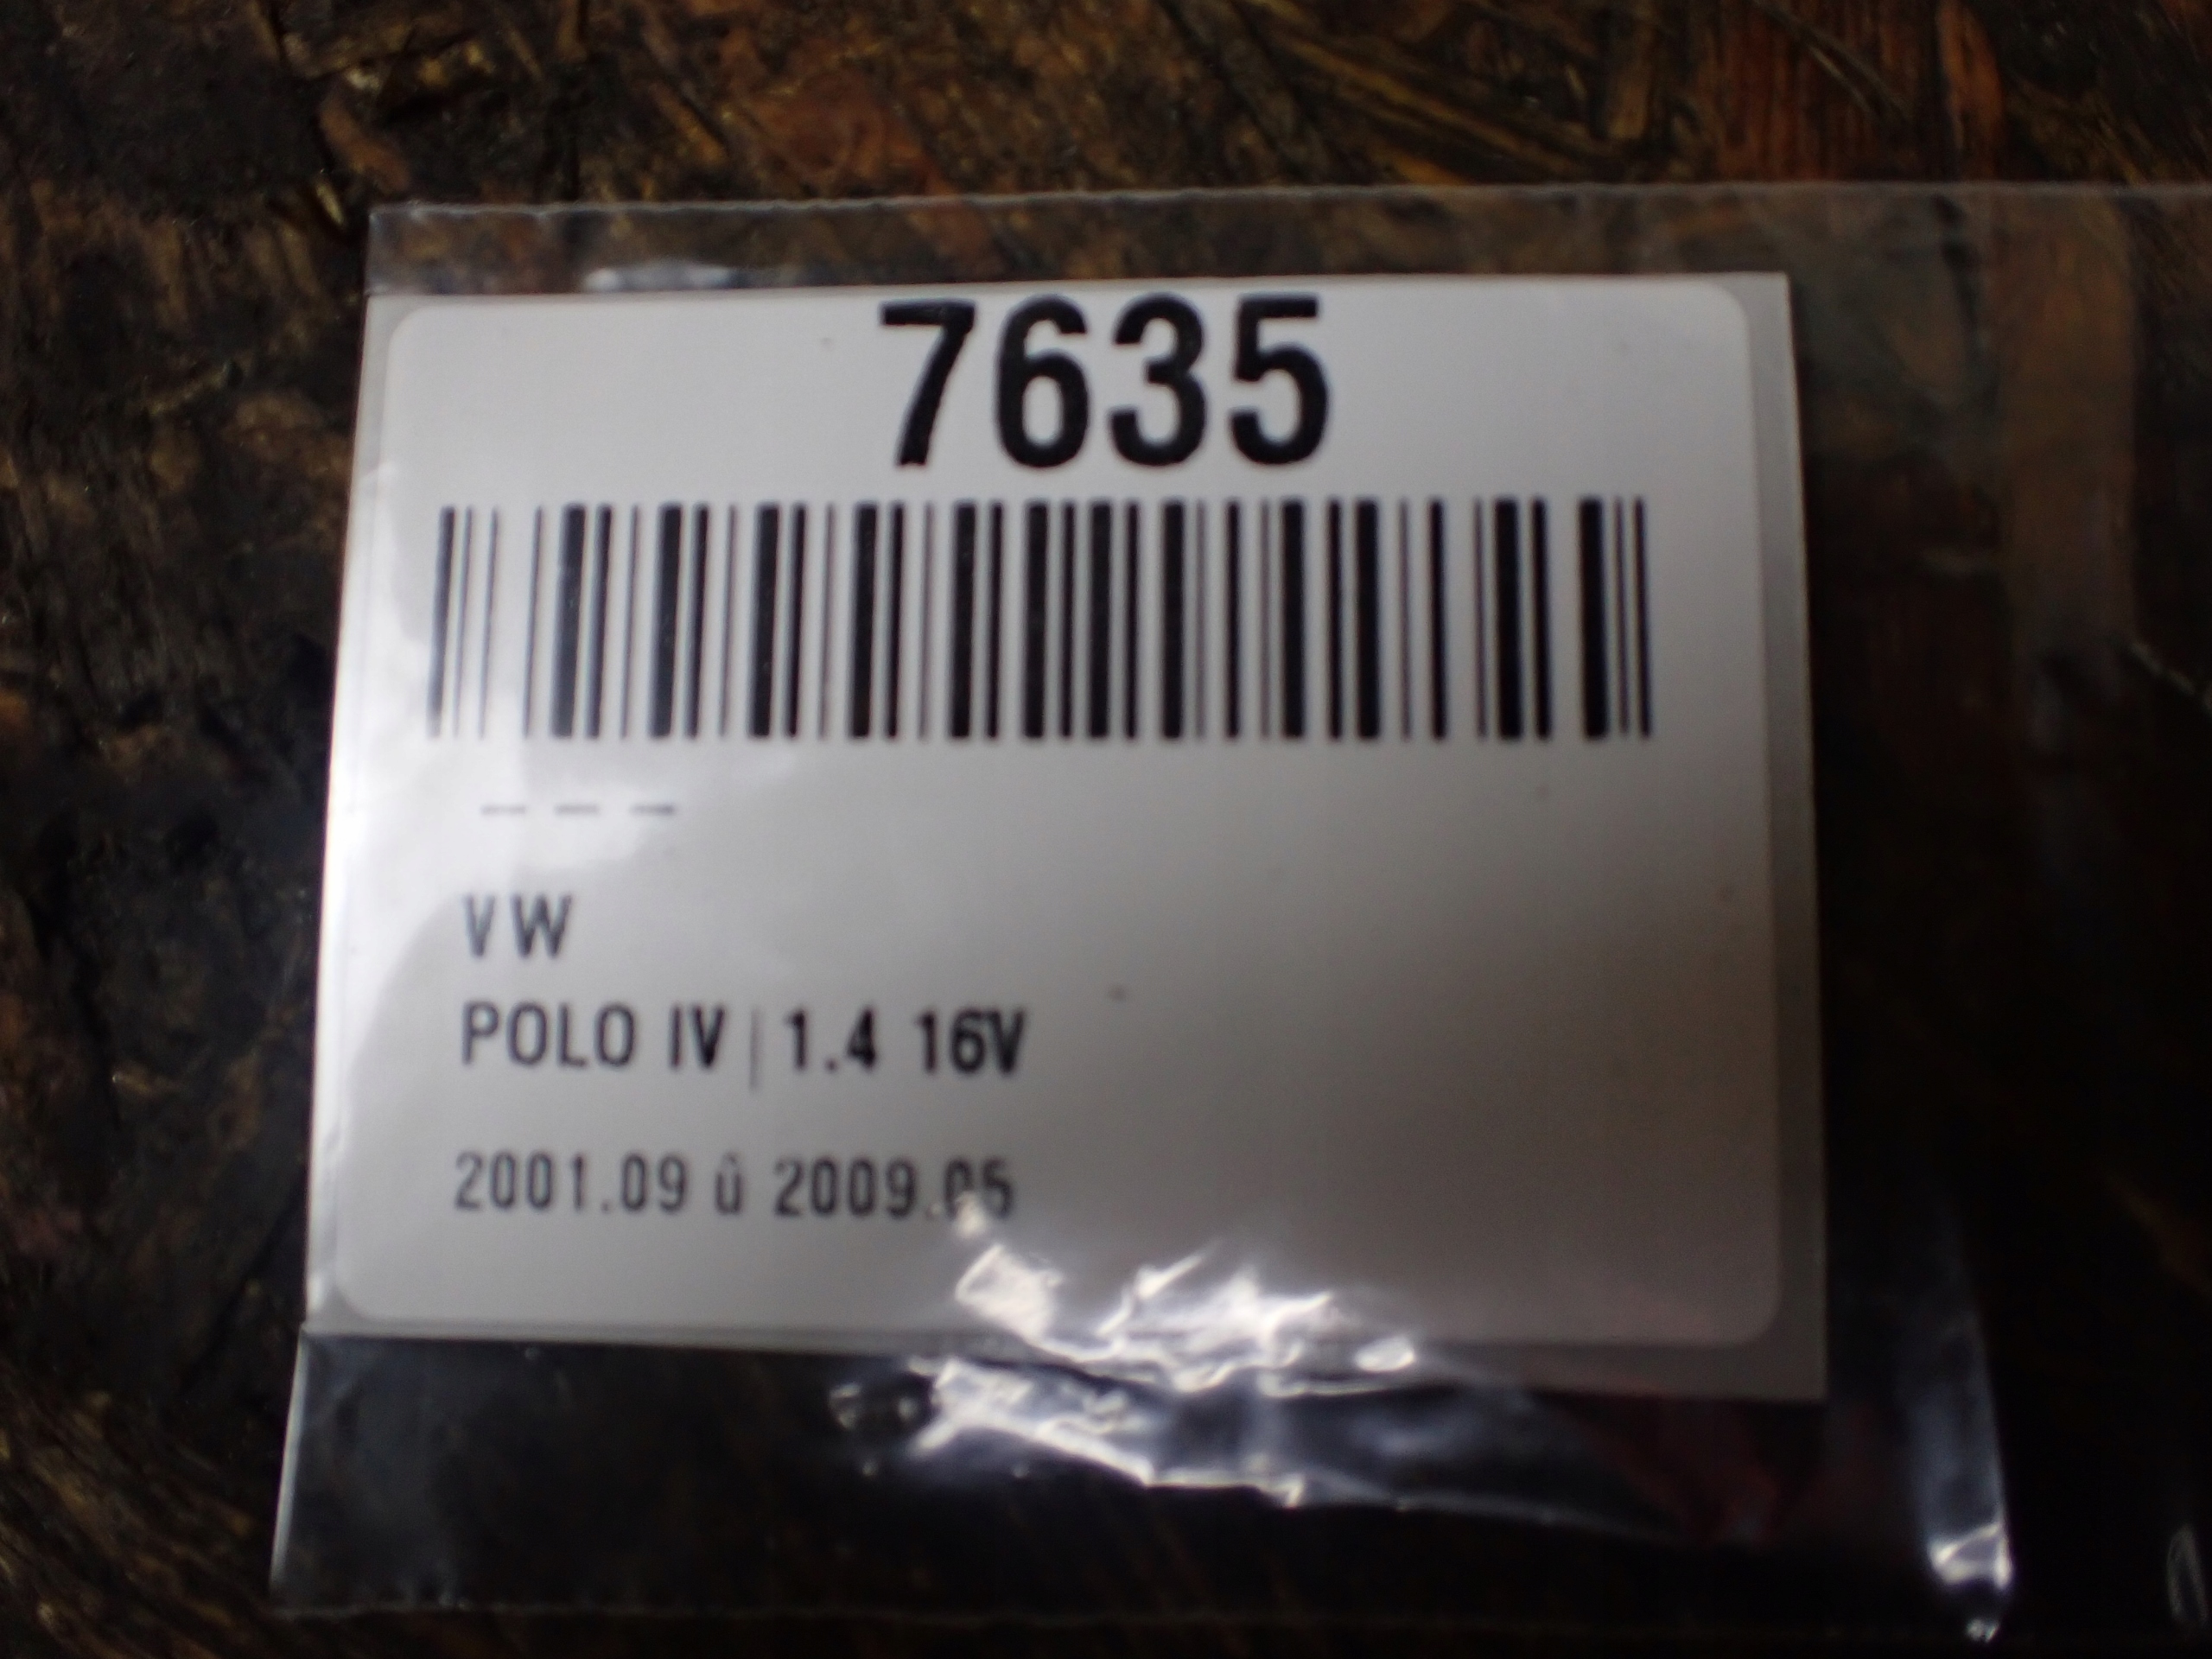 7635
— — —
VW
POLO IV | 1.4 16V
2001.09 û 2009.05